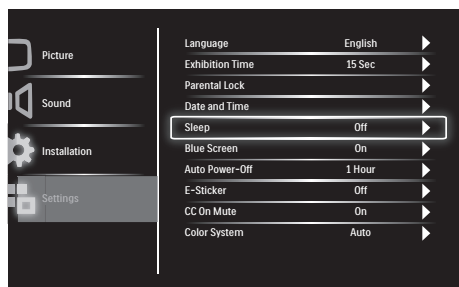 Picture
Sound
Installation
Settings
Language English
Exhibition Time 15 Sec
Parental Lock
Date and Time
Sleep Off
Blue Screen On
Auto Power-Off 1 Hour
E-Sticker Off
CC On Mute On
Color System Auto